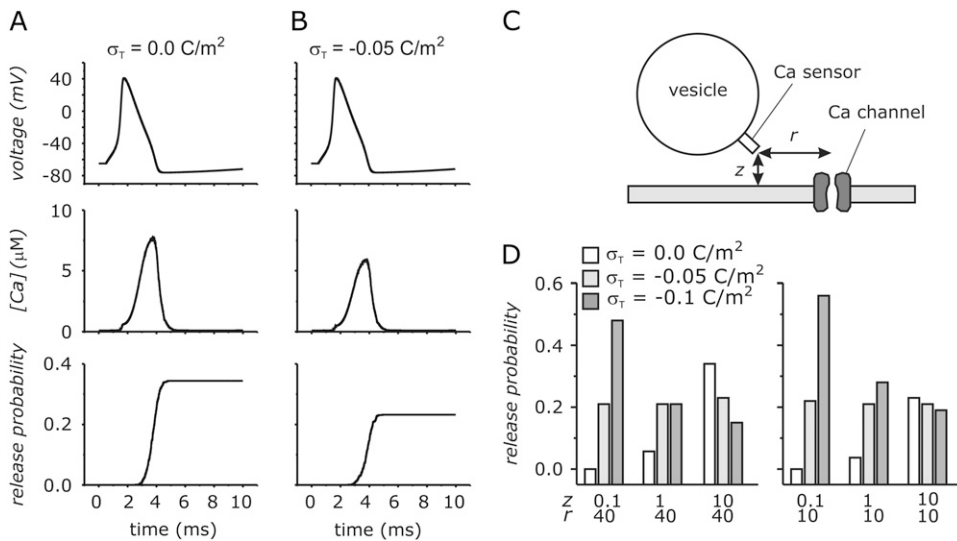 A
σT = 0.0 C/m²
voltage (mV)
40
0
-40
-80
[Ca] (μM)
10
5
0
release probability
0.4
0.2
0.0
0 2 4 6 8 10
time (ms)
B
σT = -0.05 C/m²
0 2 4 6 8 10
time (ms)
C
vesicle
Ca sensor
Ca channel
r
z
D
σT = 0.0 C/m²
σT = -0.05 C/m²
σT = -0.1 C/m²
release probability
0.6
0.4
0.2
0.0
z 0.1 1 10 0.1 1 10
r 40 40 40 10 10 10